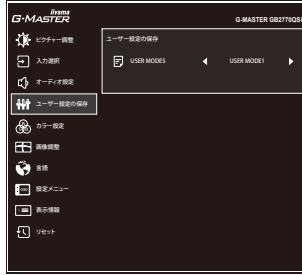 iiyama
G-MASTER
G-MASTER GB2770QSU
ピクチャー調整
入力選択
オーディオ設定
ユーザー設定の保存
カラー設定
画像調整
言語
設定メニュー
表示情報
リセット
ユーザー設定の保存
USER MODES
USER MODE1